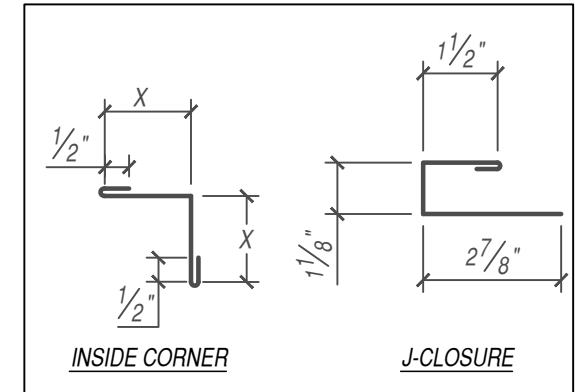 1 1/2"
X
1/2"
X
1 1/8"
2 7/8"
1/2"
INSIDE CORNER
J-CLOSURE